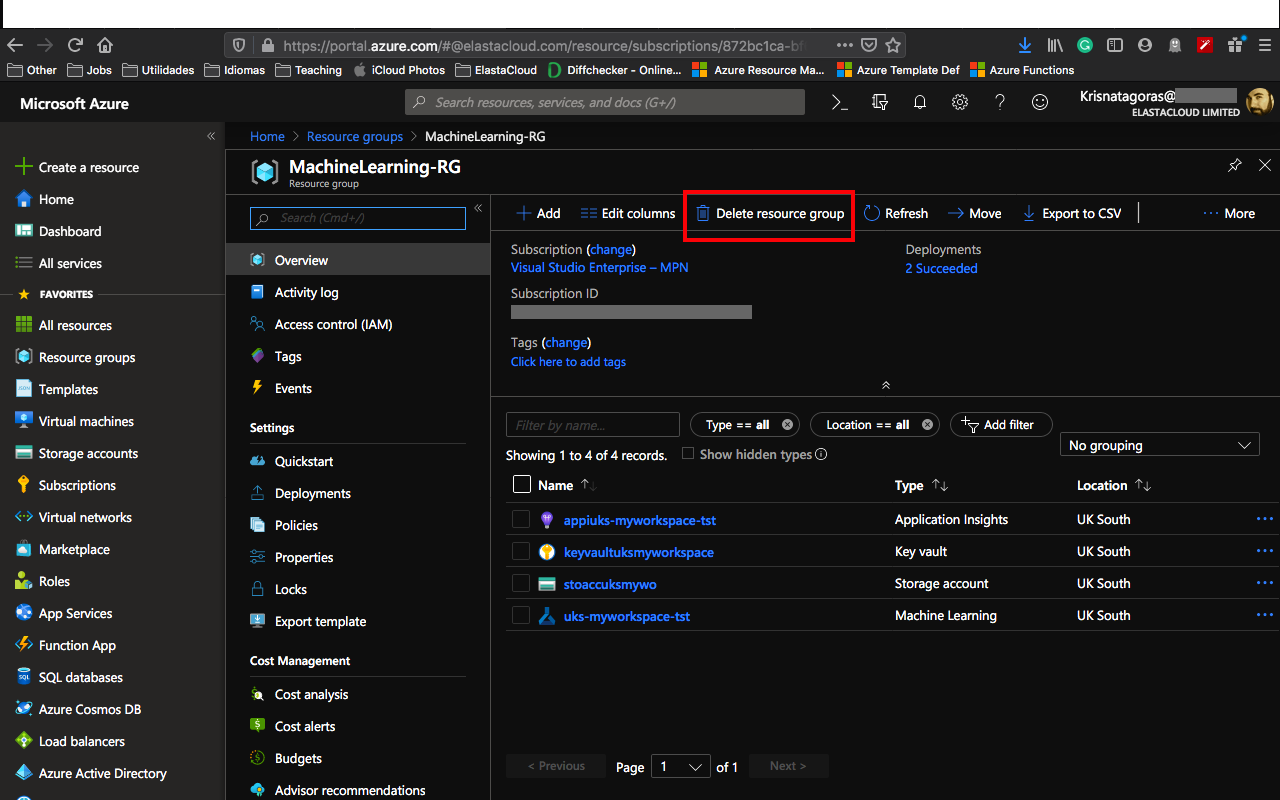 https://portal.azure.com/#@elastacloud.com/resource/subscriptions/872bc1ca-bf
Other Jobs Utilidades Idiomas Teaching iCloud Photos ElastaCloud Diffchecker - Online... Azure Resource Ma... Azure Template Def Azure Functions
Microsoft Azure
Search resources, services, and docs (G+/)
Krisnatagoras@
ELASTACLOUD LIMITED
Create a resource
Home
Dashboard
All services
FAVORITES
All resources
Resource groups
Templates
Virtual machines
Storage accounts
Subscriptions
Virtual networks
Marketplace
Roles
App Services
Function App
SQL databases
Azure Cosmos DB
Load balancers
Azure Active Directory
Home > Resource groups > MachineLearning-RG
MachineLearning-RG
Resource group
Search (Cmd+/)
Overview
Activity log
Access control (IAM)
Tags
Events
Settings
Quickstart
Deployments
Policies
Properties
Locks
Export template
Cost Management
Cost analysis
Cost alerts
Budgets
Advisor recommendations
Add Edit columns Delete resource group Refresh Move Export to CSV More
Subscription (change)
Visual Studio Enterprise – MPN
Subscription ID
Tags (change)
Click here to add tags
Deployments
2 Succeeded
Filter by name...
Type == all
Location == all
Add filter
Showing 1 to 4 of 4 records.
Show hidden types
No grouping
Name Type Location
appiuks-myworkspace-tst Application Insights UK South
keyvaultuksmyworkspace Key vault UK South
stoaccuksmywo Storage account UK South
uks-myworkspace-tst Machine Learning UK South
< Previous Page 1 of 1 Next >